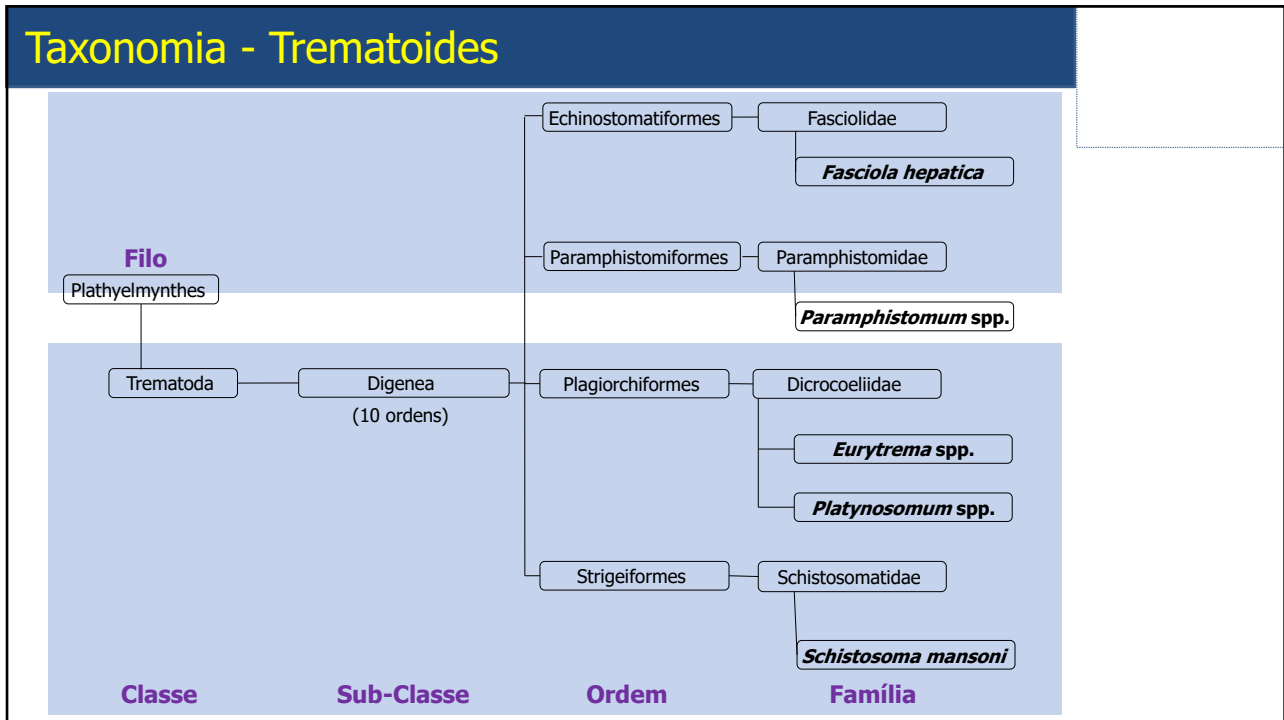 Taxonomia - Trematoides
Echinostomatiformes
Fasciolidae
Fasciola hepatica
Filo
Plathyelmynthes
Paramphistomiformes
Paramphistomidae
Paramphistomum spp.
Trematoda
Digenea
(10 ordens)
Plagiorchiformes
Dicrocoeliidae
Eurytrema spp.
Platynosomum spp.
Strigeiformes
Schistosomatidae
Schistosoma mansoni
Classe
Sub-Classe
Ordem
Família